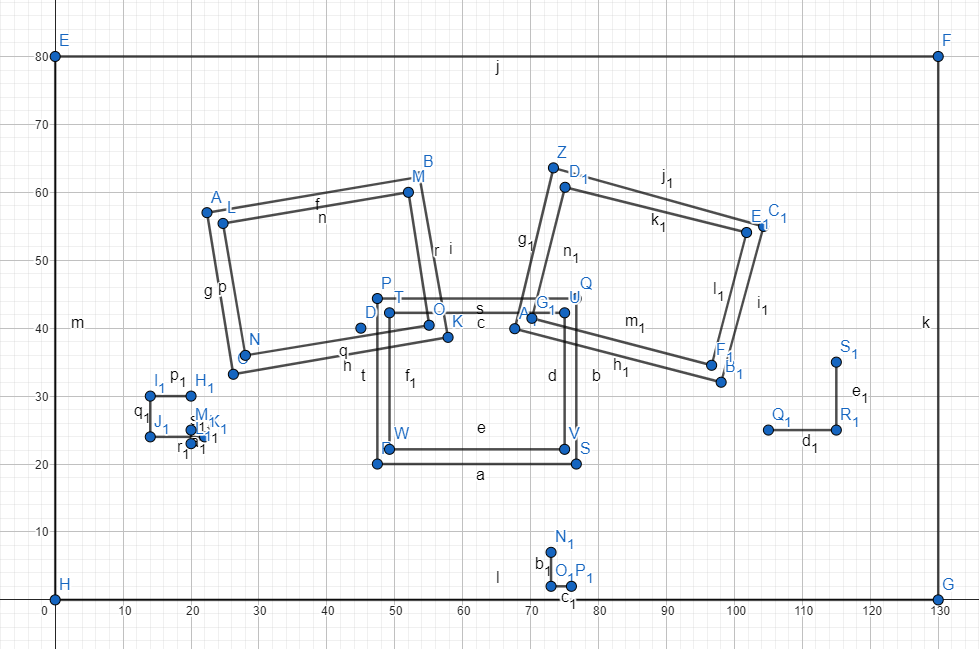 E
F
80
j
70
Z
B
D₁
j₁
M
60
A
L
f
n
k₁
E₁
C₁
g₁
n₁
r
i
50
g
p
l₁
i₁
P
T
s
U
Q
G₁
m
D
O
K
c
A₁
m₁
k
40
N
q
h
F₁
h₁
B₁
t
f₁
d
b
S₁
30
p₁
I₁
H₁
e₁
q₁
M₁
K₁
J₁
Q₁
R₁
r₁
d₁
W
e
V
S
20
a
10
N₁
b₁
O₁
P₁
l
H
G
c₁
0
10
20
30
40
50
60
70
80
90
100
110
120
130